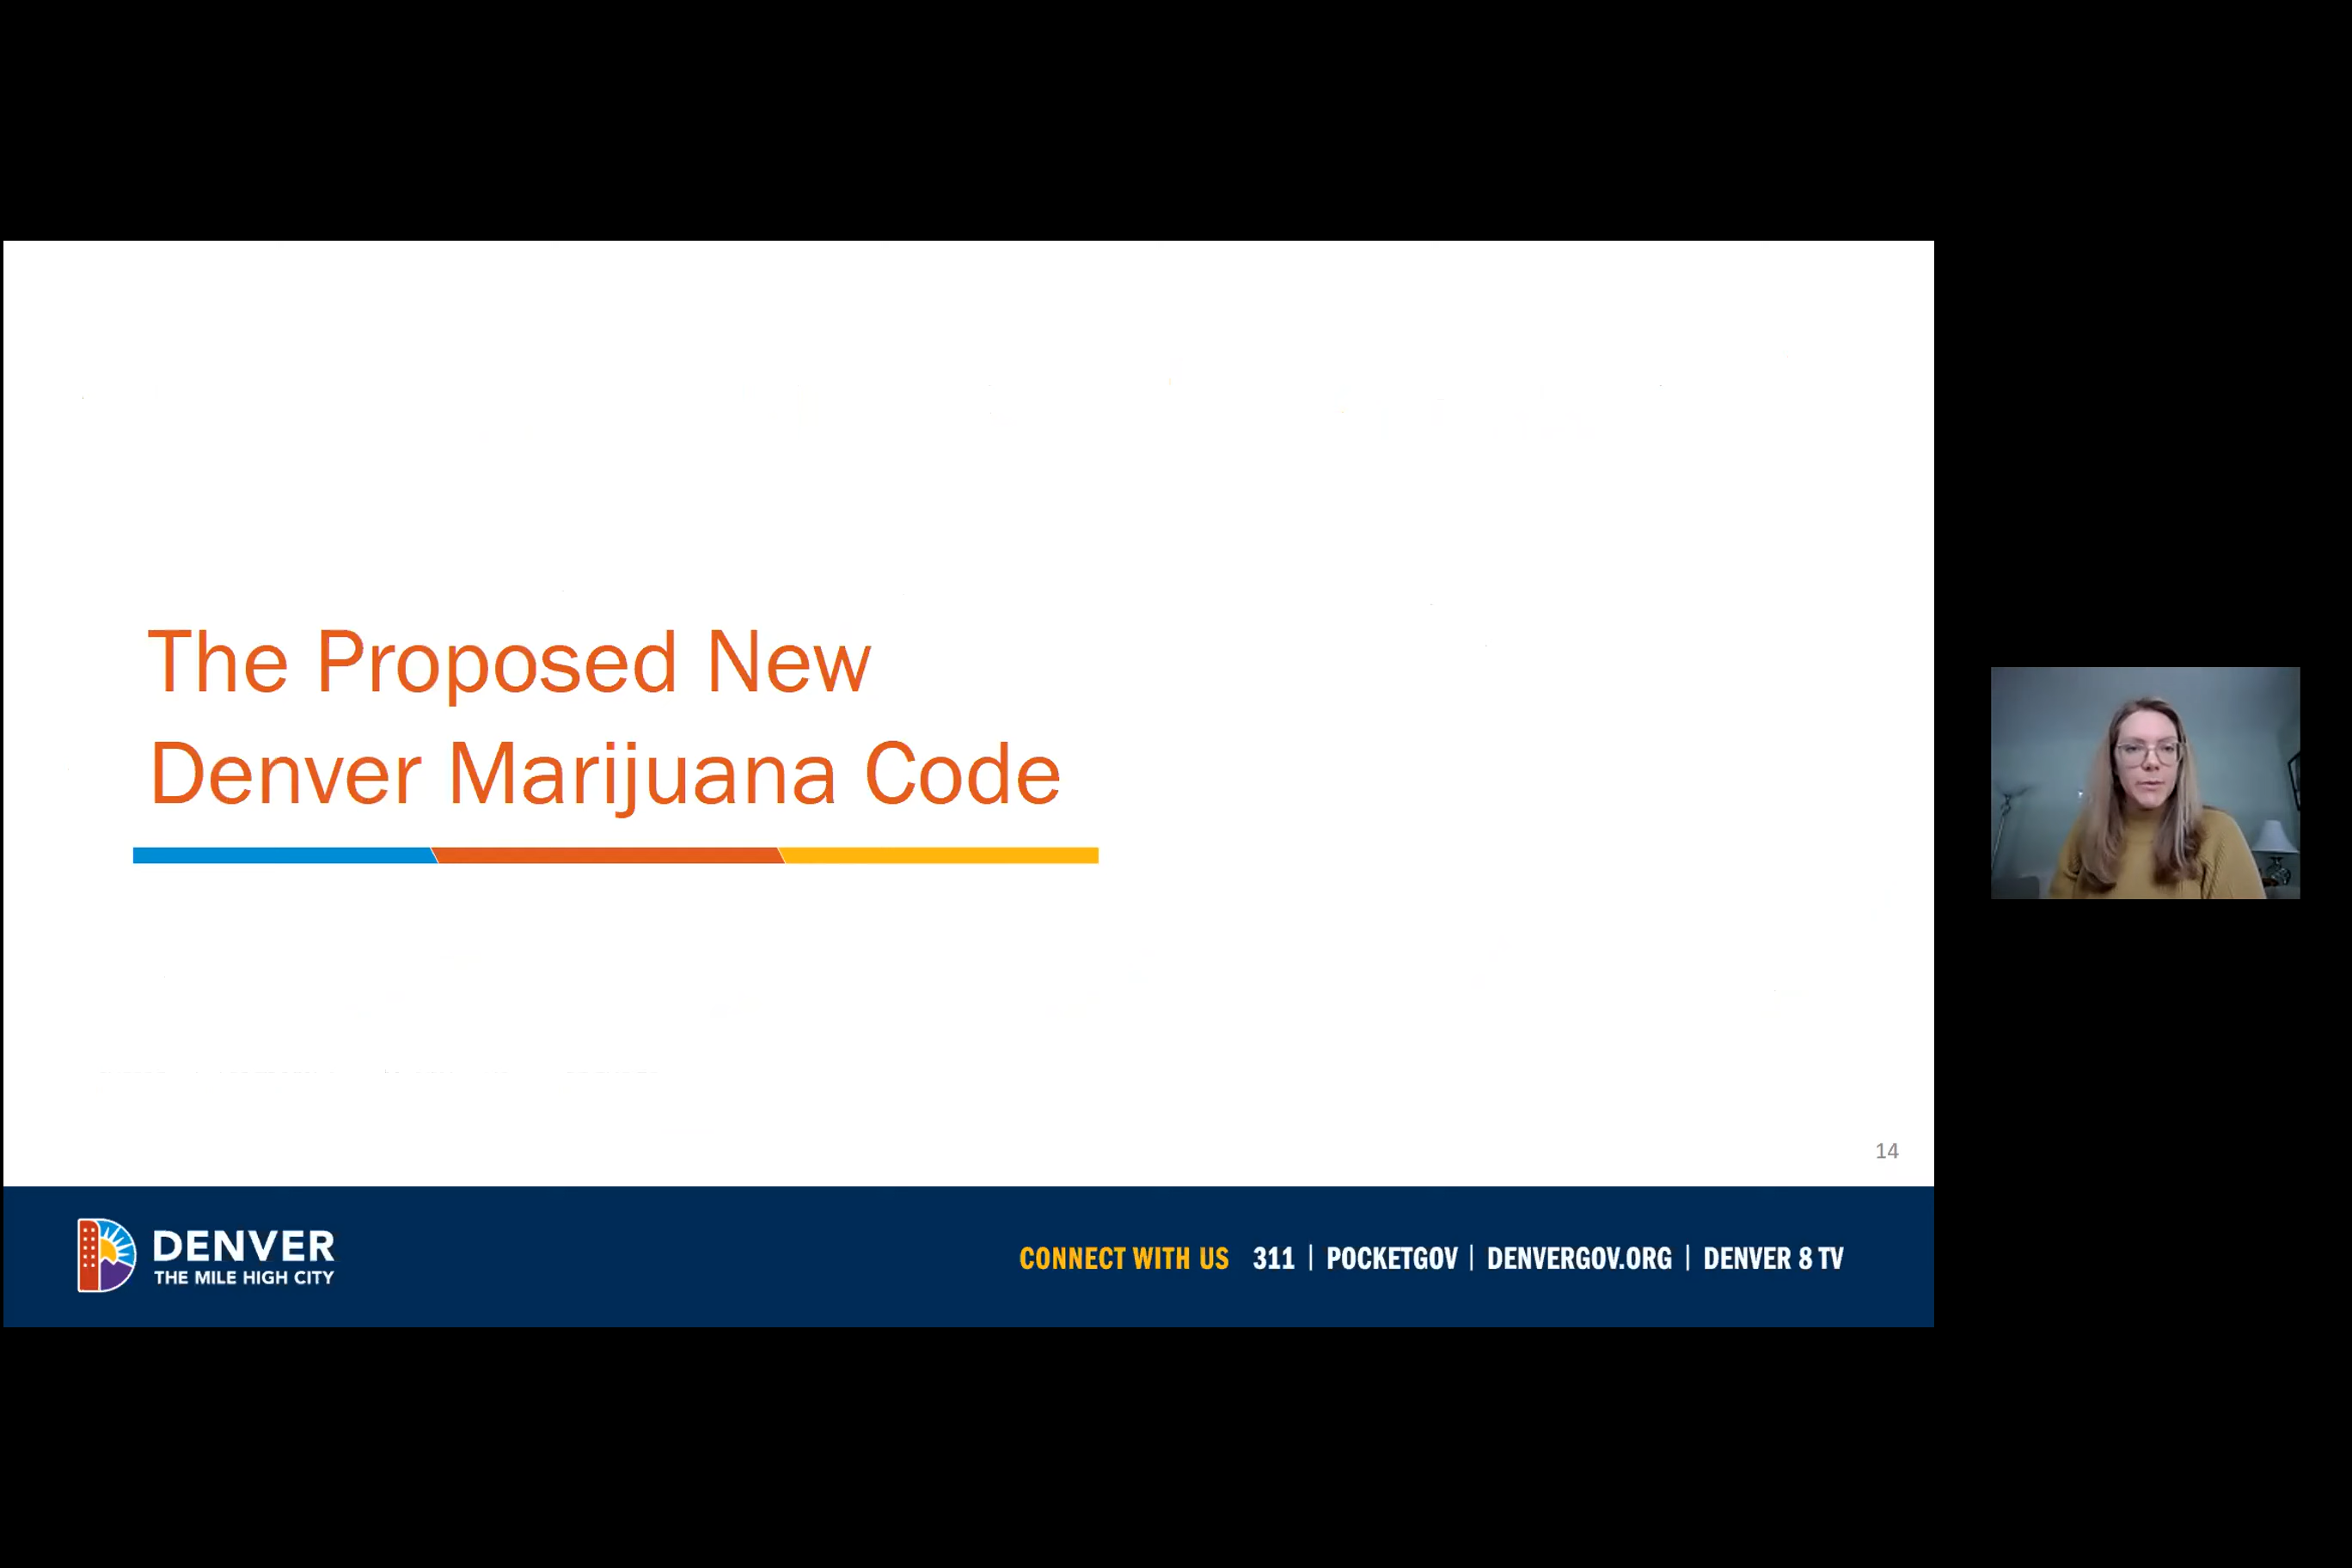 The Proposed New
Denver Marijuana Code
14
DENVER
THE MILE HIGH CITY
CONNECT WITH US 311 | POCKETGOV | DENVERGOV.ORG | DENVER 8 TV